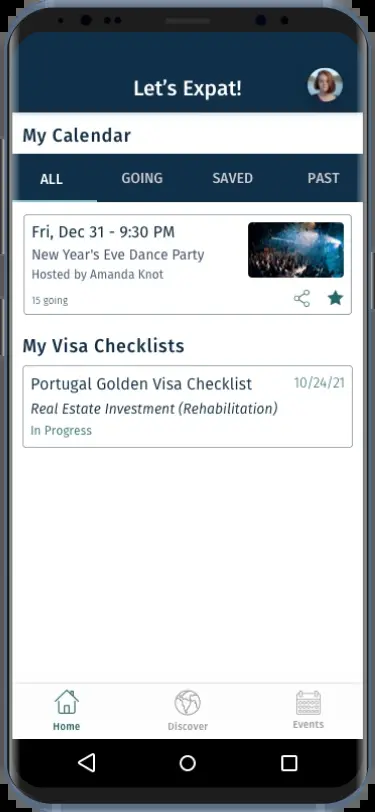 Let's Expat!
My Calendar
ALL GOING SAVED PAST
Fri, Dec 31 - 9:30 PM
New Year's Eve Dance Party
Hosted by Amanda Knot
15 going
My Visa Checklists
Portugal Golden Visa Checklist 10/24/21
Real Estate Investment (Rehabilitation)
In Progress
Home Discover Events